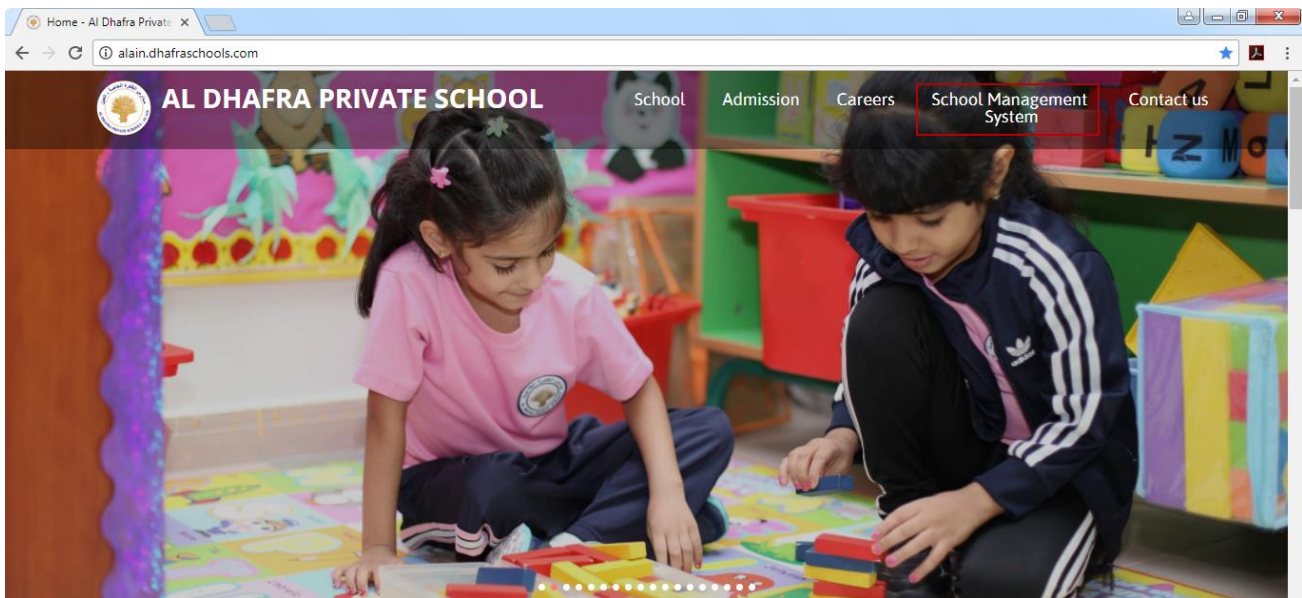 Home - Al Dhafra Private
alain.dhafraschools.com
AL DHAFRA PRIVATE SCHOOL
School
Admission
Careers
School Management
System
Contact us
adidas